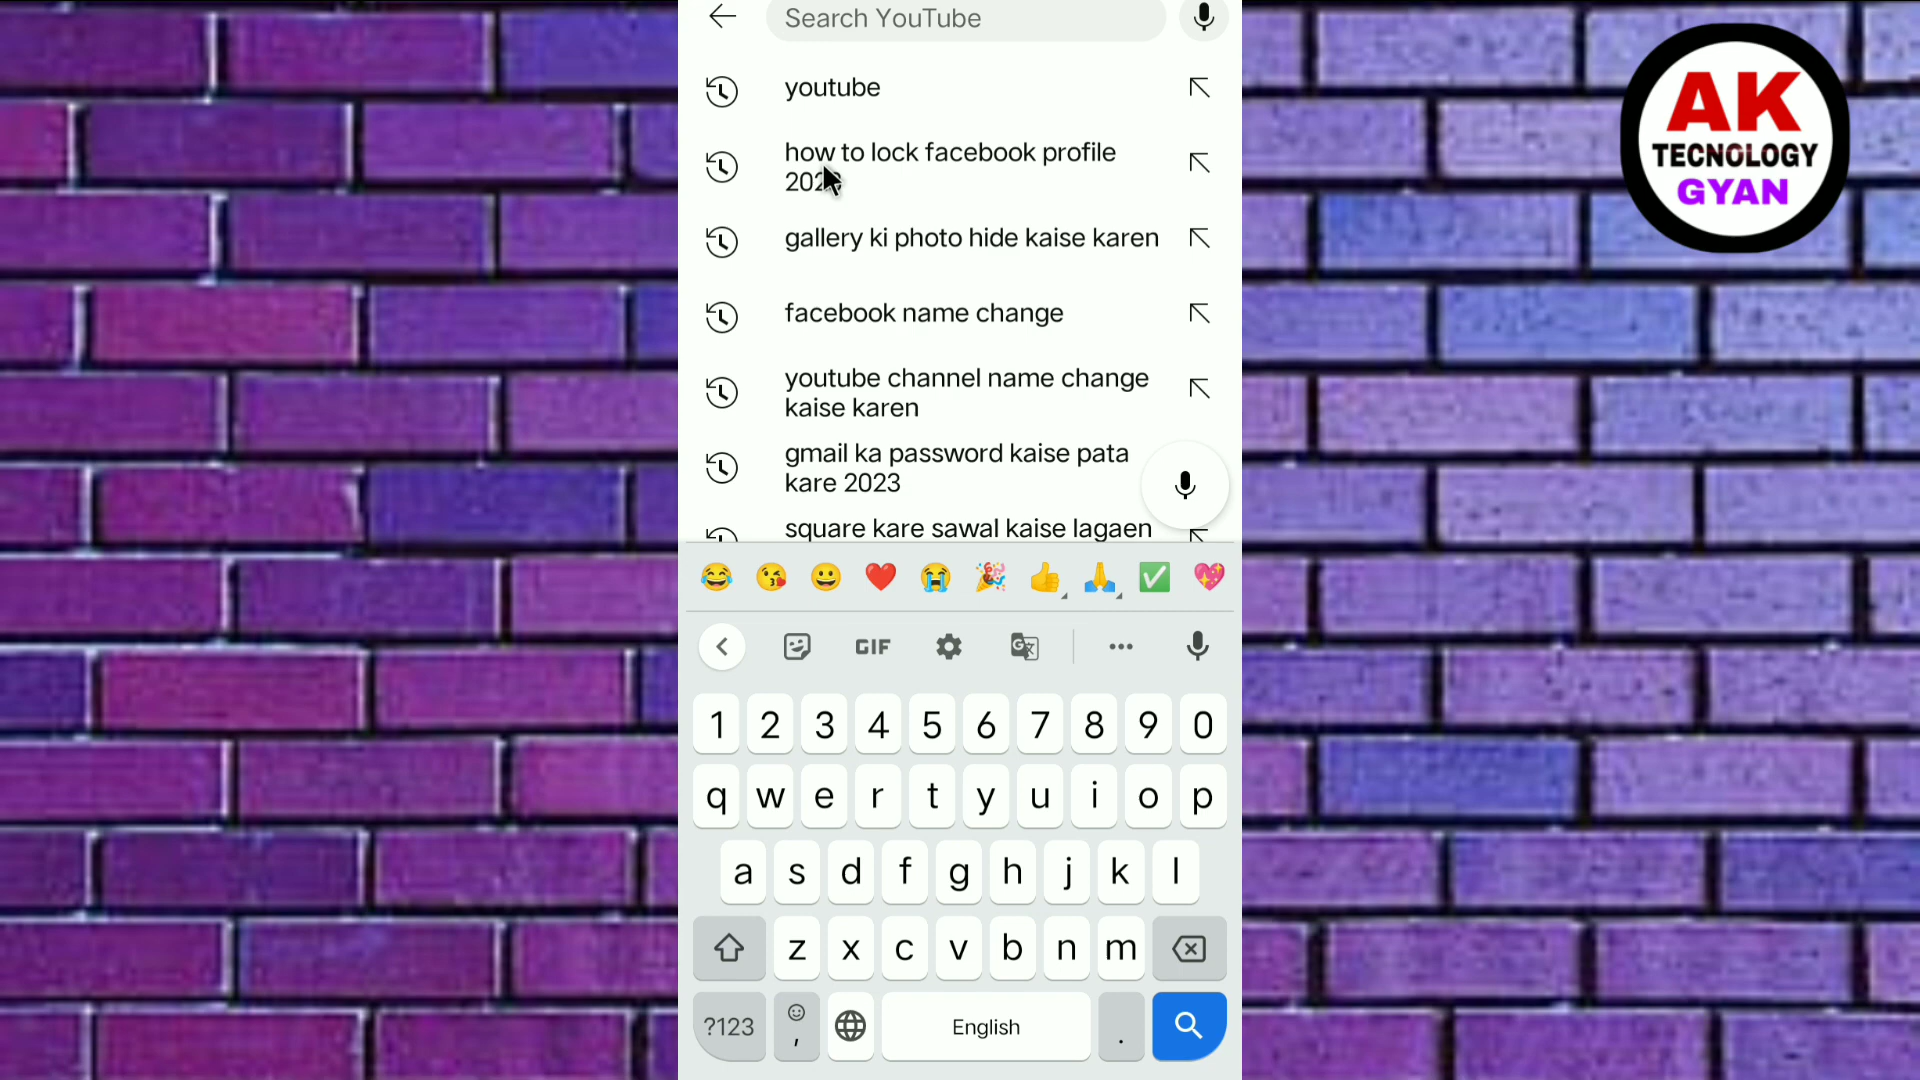 Search YouTube
youtube
how to lock facebook profile
gallery ki photo hide kaise karen
facebook name change
youtube channel name change
kaise karen
gmail ka password kaise pata
kare 2023
square kare sawal kaise lagaen
GIF
1 2 3 4 5 6 7 8 9 0
q w e r t y u i o p
a s d f g h j k l
z x c v b n m
?123 , English .
AK
TECNOLOGY
GYAN